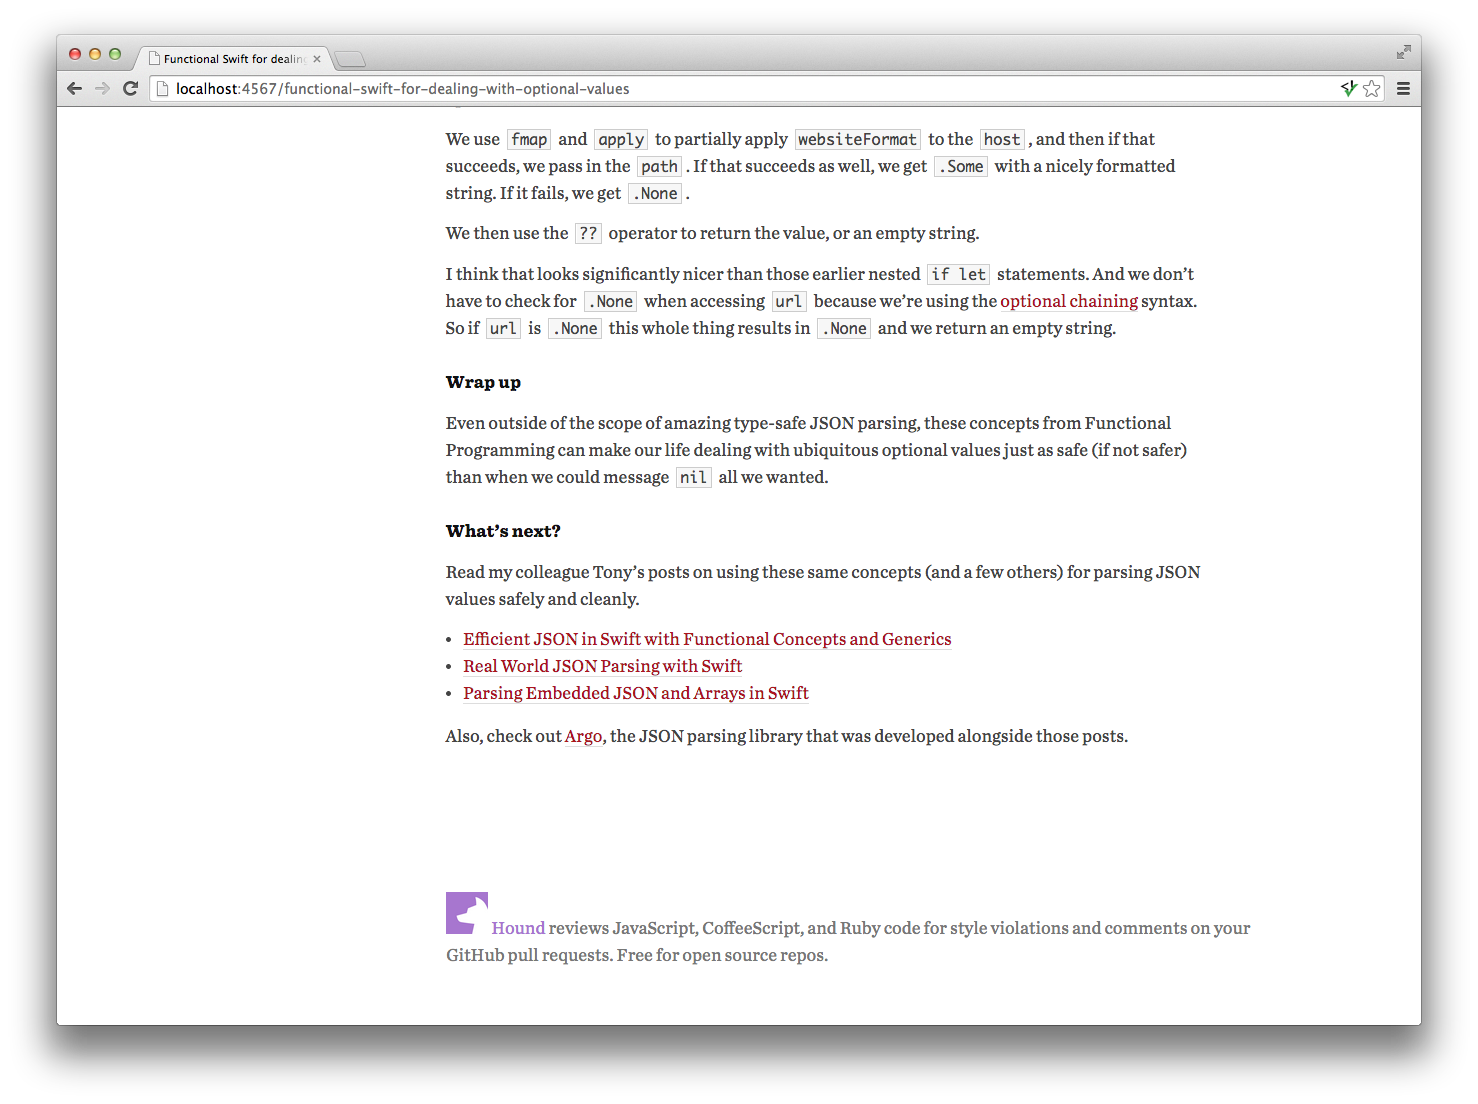 Functional Swift for dealin
localhost:4567/functional-swift-for-dealing-with-optional-values
We use fmap and apply to partially apply websiteFormat to the host , and then if that
succeeds, we pass in the path . If that succeeds as well, we get .Some with a nicely formatted
string. If it fails, we get .None .
We then use the ?? operator to return the value, or an empty string.
I think that looks significantly nicer than those earlier nested if let statements. And we don’t
have to check for .None when accessing url because we’re using the optional chaining syntax.
So if url is .None this whole thing results in .None and we return an empty string.
Wrap up
Even outside of the scope of amazing type-safe JSON parsing, these concepts from Functional
Programming can make our life dealing with ubiquitous optional values just as safe (if not safer)
than when we could message nil all we wanted.
What’s next?
Read my colleague Tony’s posts on using these same concepts (and a few others) for parsing JSON
values safely and cleanly.
• Efficient JSON in Swift with Functional Concepts and Generics
• Real World JSON Parsing with Swift
• Parsing Embedded JSON and Arrays in Swift
Also, check out Argo, the JSON parsing library that was developed alongside those posts.
Hound reviews JavaScript, CoffeeScript, and Ruby code for style violations and comments on your
GitHub pull requests. Free for open source repos.